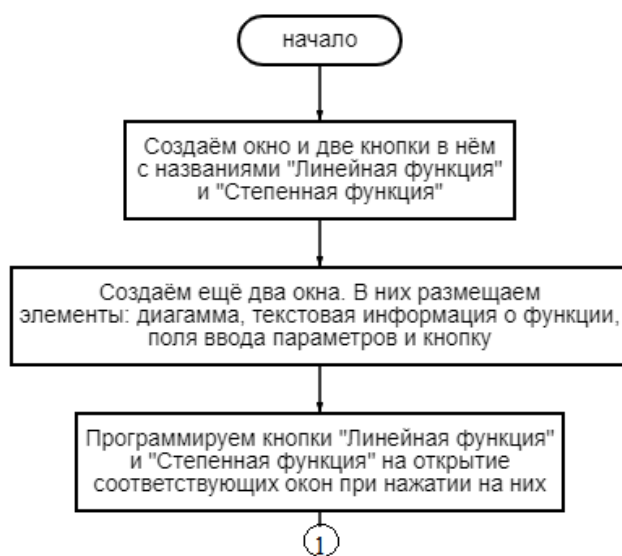 начало
Создаём окно и две кнопки в нём
с названиями "Линейная функция"
и "Степенная функция"
Создаём ещё два окна. В них размещаем
элементы: диагамма, текстовая информация о функции,
поля ввода параметров и кнопку
Программируем кнопки "Линейная функция"
и "Степенная функция" на открытие
соответствующих окон при нажатии на них
1